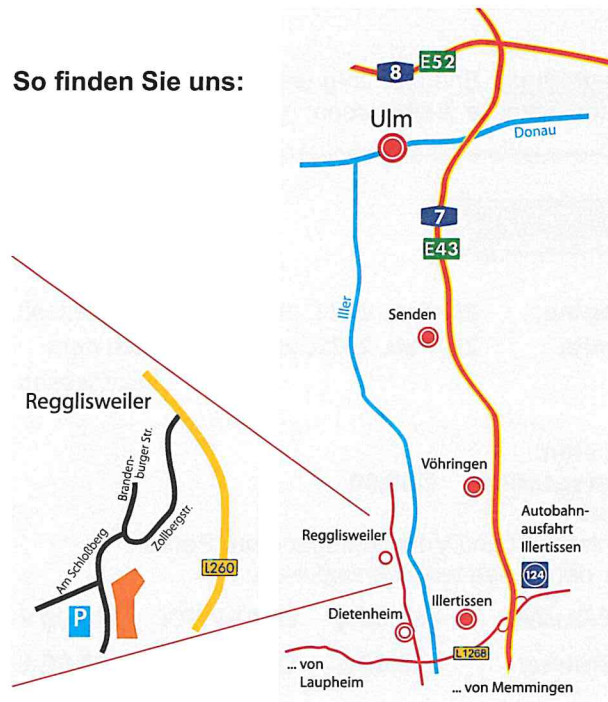 So finden Sie uns:
8
E52
Ulm
Donau
7
E43
Iller
Senden
Vöhringen
Autobahn-
ausfahrt
Illertissen
124
Regglisweiler
Dietenheim
Illertissen
L1268
... von
Laupheim
... von Memmingen
Regglisweiler
Branden-
burger Str.
Zollbergstr.
Am Schloßberg
L260
P